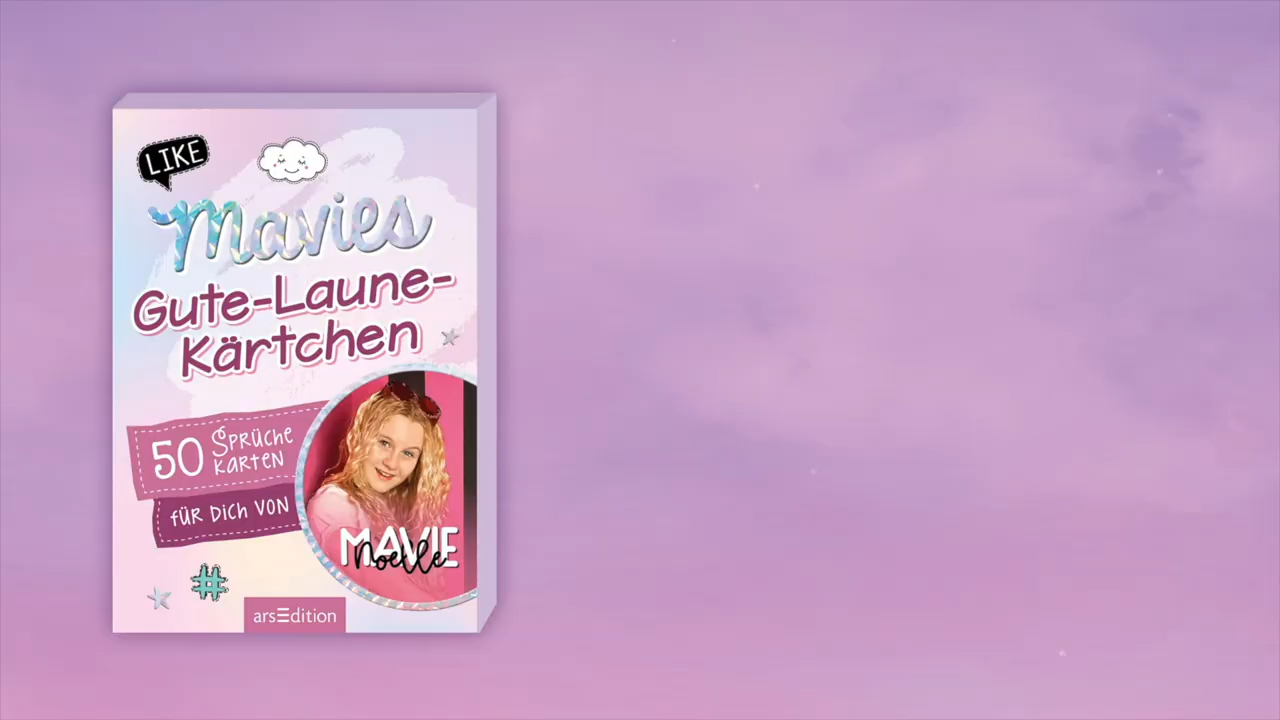 LIKE
Mavies
Gute-Laune-
Kärtchen
50 Sprüche
Karten
für dich von
MAVIE
Noelle
#
arsEdition